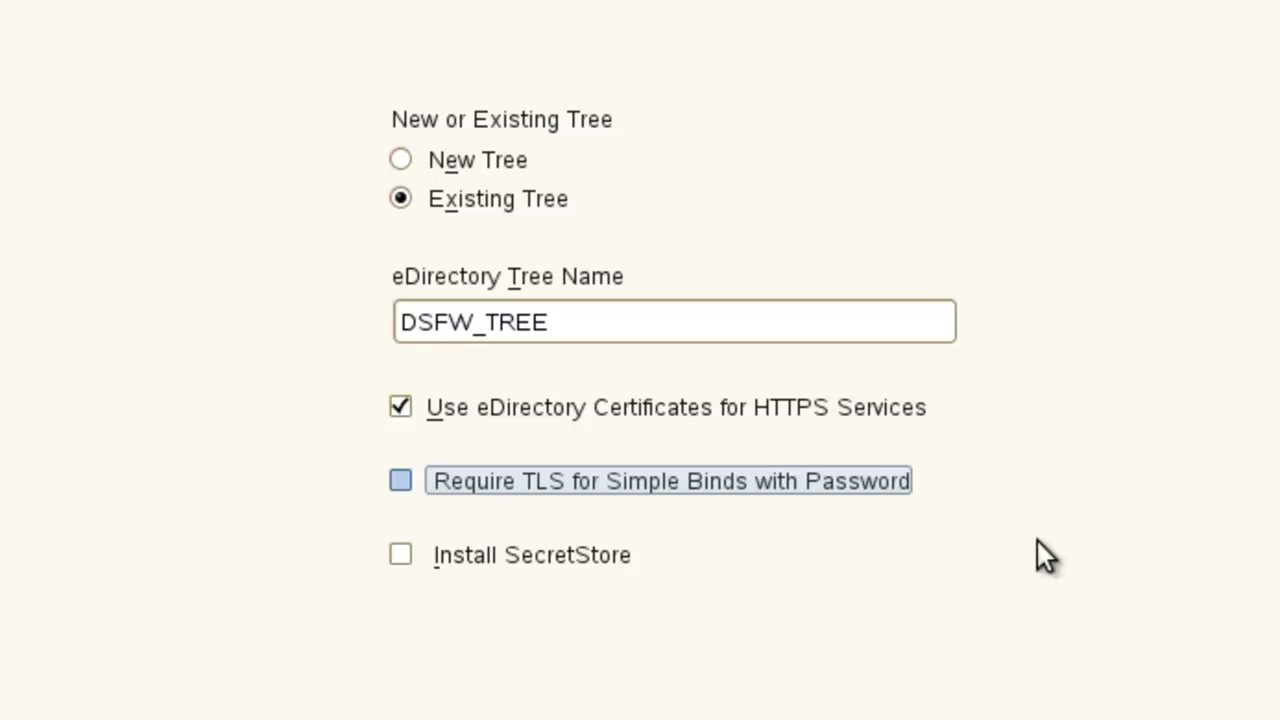 New or Existing Tree
New Tree
Existing Tree
eDirectory Tree Name
DSFW_TREE
Use eDirectory Certificates for HTTPS Services
Require TLS for Simple Binds with Password
Install SecretStore